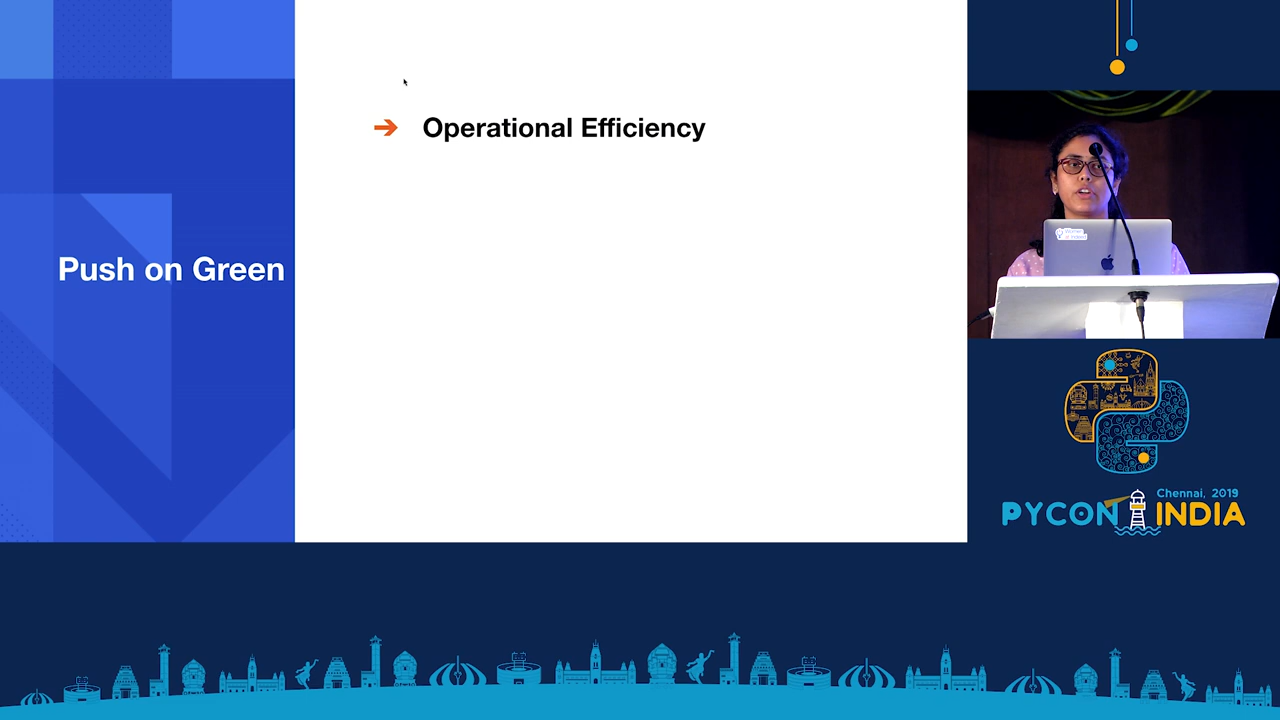 Push on Green
➔ Operational Efficiency
Chennai, 2019
PYCON INDIA